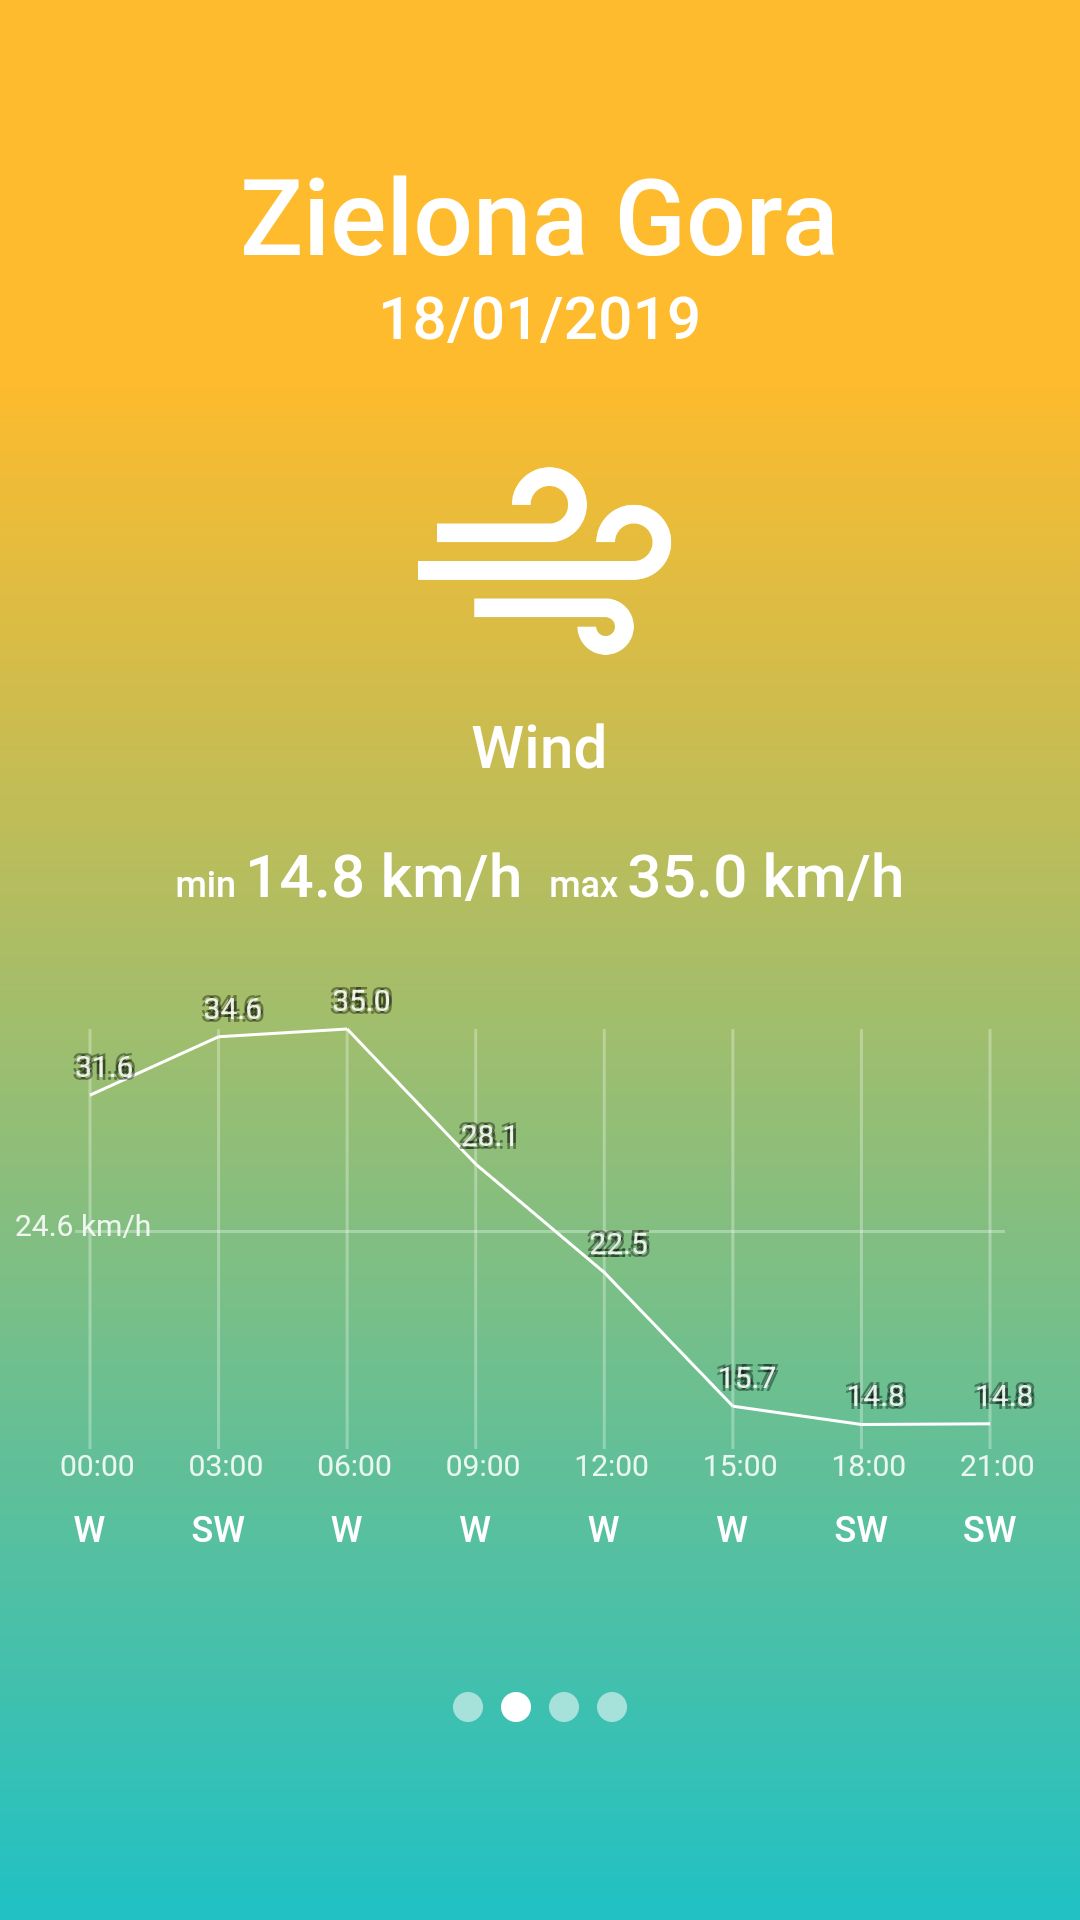 Zielona Gora
18/01/2019
Wind
min 14.8 km/h max 35.0 km/h
35.0
34.6
31.6
28.1
24.6 km/h
22.5
15.7
14.8 14.8
00:00 03:00 06:00 09:00 12:00 15:00 18:00 21:00
W SW W W W W SW SW